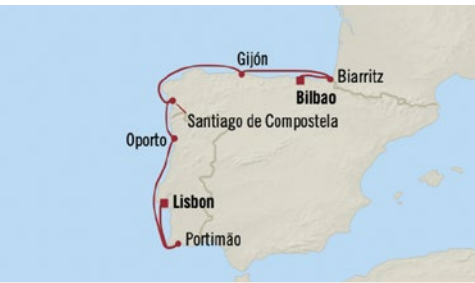 Gijón
Biarritz
Bilbao
Santiago de Compostela
Oporto
Lisbon
Portimão